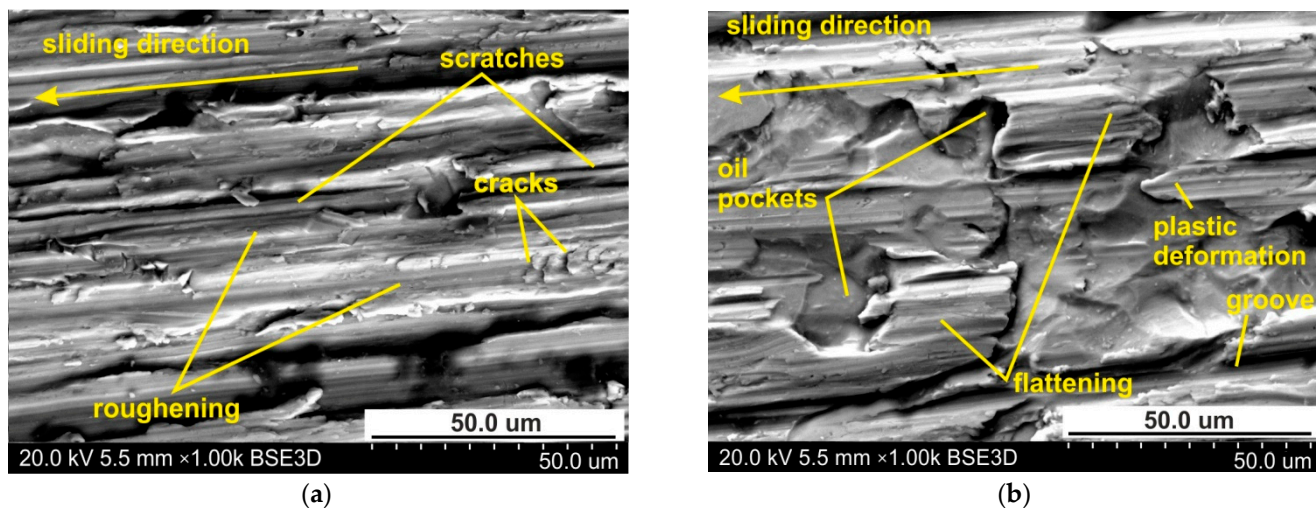 sliding direction
scratches
cracks
roughening
50.0 um
20.0 kV 5.5 mm ×1.00k BSE3D
50.0 um
(a)
sliding direction
oil
pockets
plastic
deformation
groove
flattening
50.0 um
20.0 kV 5.5 mm ×1.00k BSE3D
50.0 um
(b)